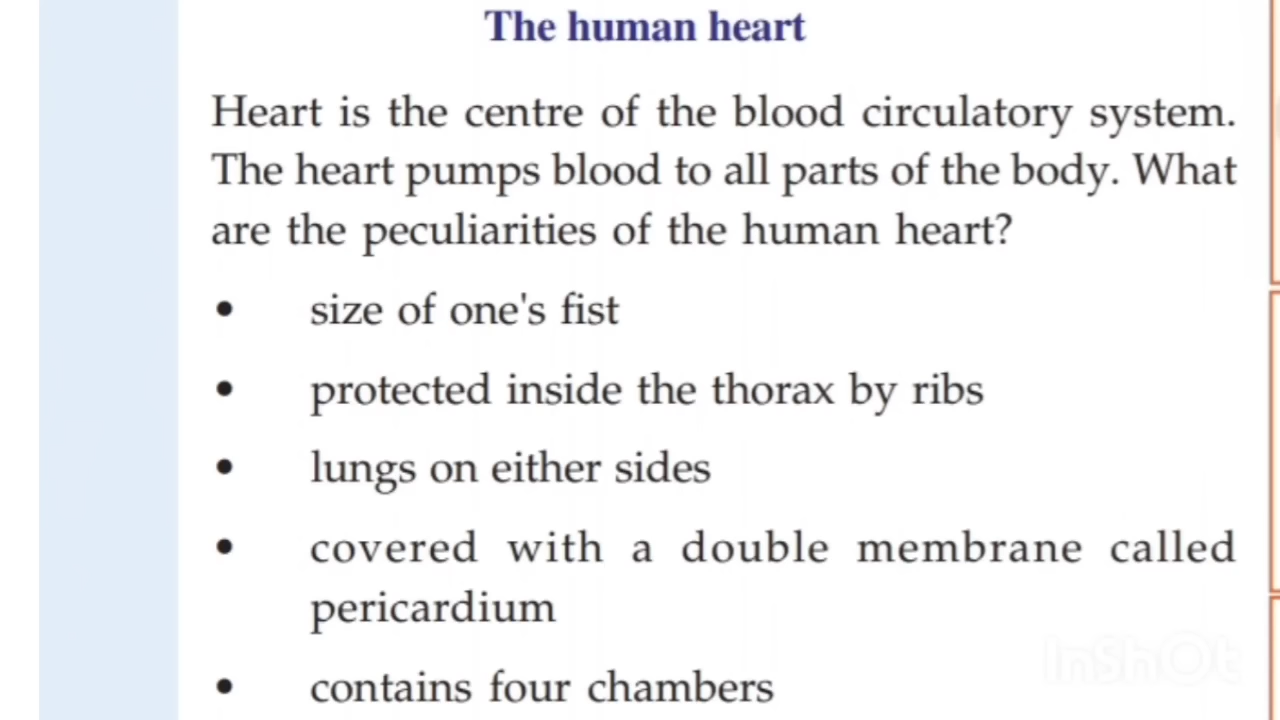 The human heart
Heart is the centre of the blood circulatory system.
The heart pumps blood to all parts of the body. What
are the peculiarities of the human heart?
• size of one's fist
• protected inside the thorax by ribs
• lungs on either sides
• covered with a double membrane called
pericardium
• contains four chambers
InShOt